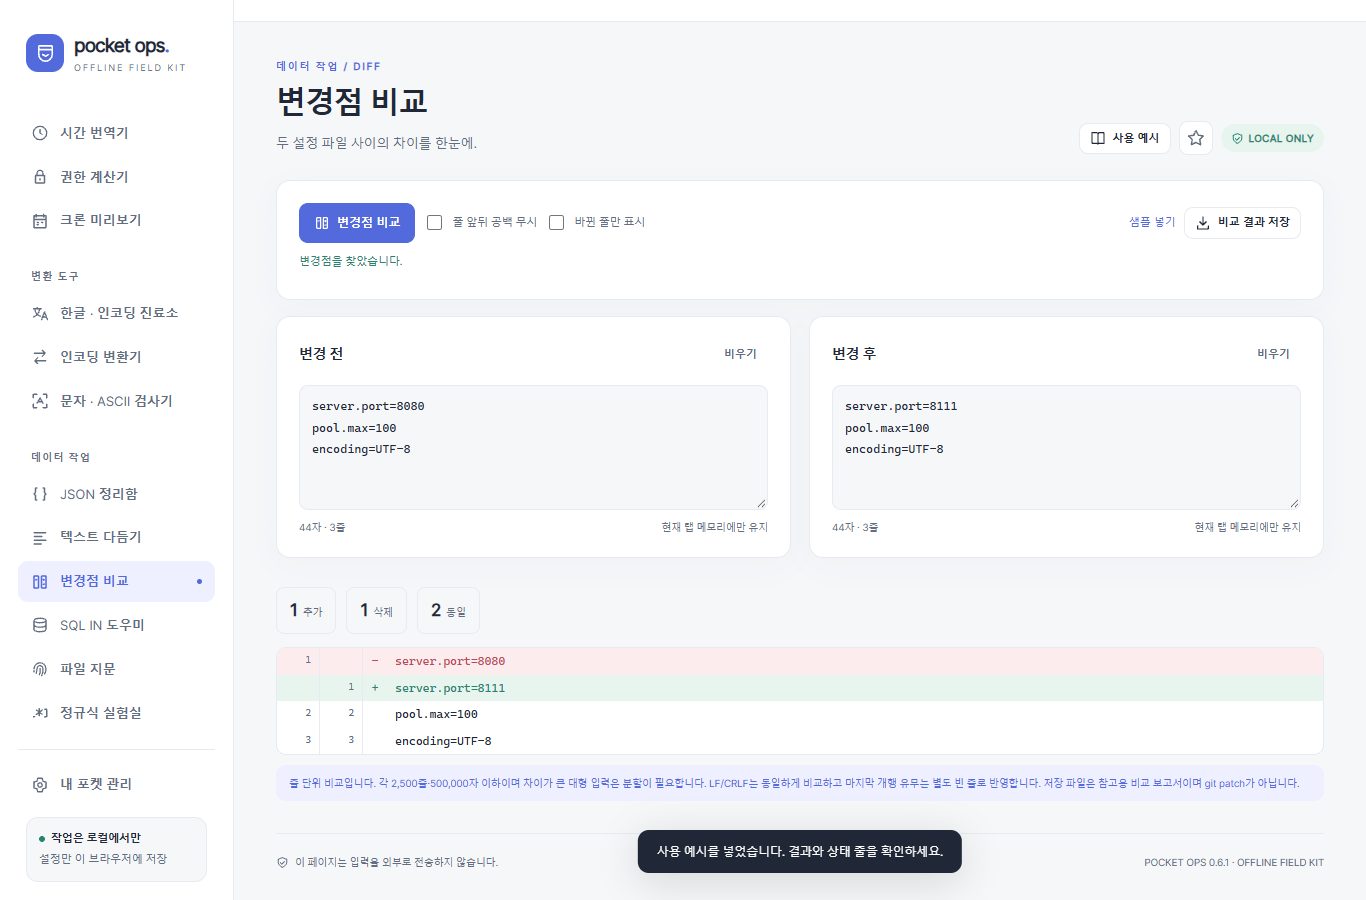 pocket ops.
OFFLINE FIELD KIT
시간 번역기
권한 계산기
크론 미리보기
변환 도구
한글 · 인코딩 진료소
인코딩 변환기
문자 · ASCII 검사기
데이터 작업
JSON 정리함
텍스트 다듬기
변경점 비교
SQL IN 도우미
파일 지문
정규식 실험실
내 포켓 관리
작업은 로컬에서만
설정만 이 브라우저에 저장
데이터 작업 / DIFF
변경점 비교
두 설정 파일 사이의 차이를 한눈에.
사용 예시
LOCAL ONLY
변경점 비교
줄 앞뒤 공백 무시
바뀐 줄만 표시
샘플 넣기
비교 결과 저장
변경점을 찾았습니다.
변경 전
비우기
server.port=8080
pool.max=100
encoding=UTF-8
44자 · 3줄
현재 탭 메모리에만 유지
변경 후
비우기
server.port=8111
pool.max=100
encoding=UTF-8
44자 · 3줄
현재 탭 메모리에만 유지
1 추가
1 삭제
2 동일
1 − server.port=8080
1 + server.port=8111
2 2 pool.max=100
3 3 encoding=UTF-8
줄 단위 비교입니다. 각 2,500줄·500,000자 이하이며 차이가 큰 대형 입력은 분할이 필요합니다. LF/CRLF는 동일하게 비교하고 마지막 개행 유무는 별도 빈 줄로 반영합니다. 저장 파일은 참고용 비교 보고서이며 git patch가 아닙니다.
이 페이지는 입력을 외부로 전송하지 않습니다.
사용 예시를 넣었습니다. 결과와 상태 줄을 확인하세요.
POCKET OPS 0.6.1 · OFFLINE FIELD KIT